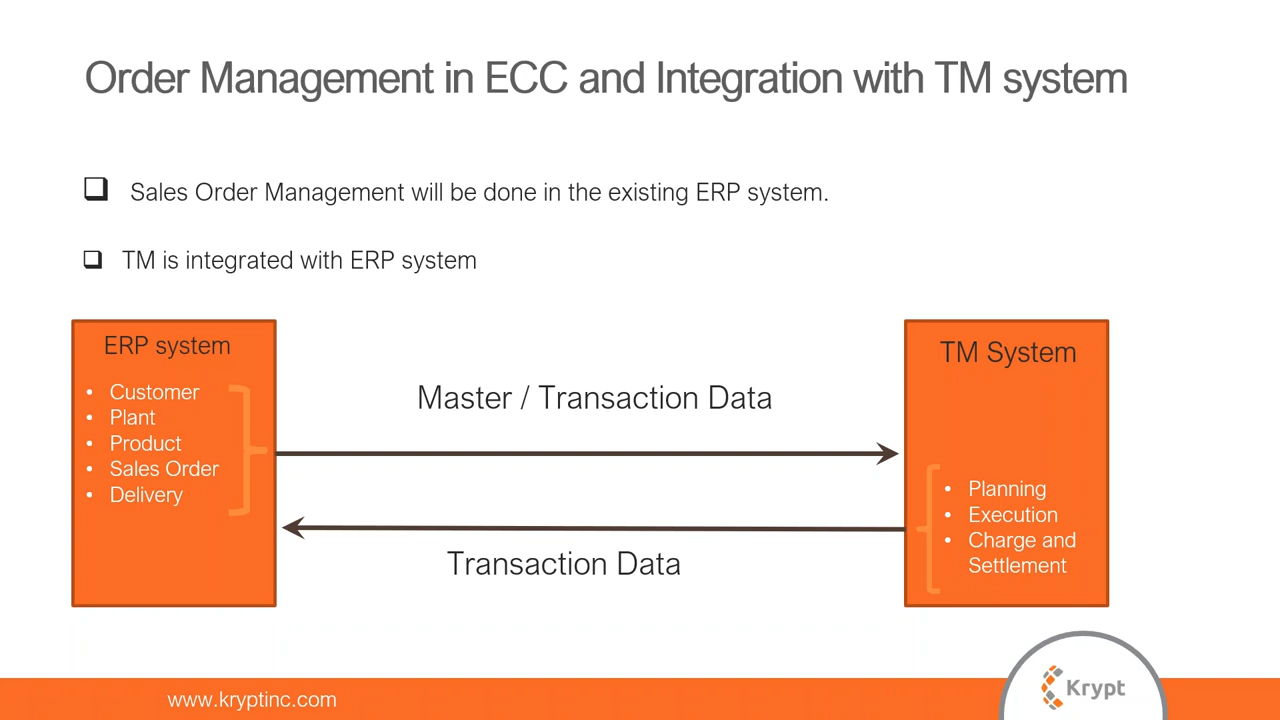 Order Management in ECC and Integration with TM system
Sales Order Management will be done in the existing ERP system.
TM is integrated with ERP system
ERP system
• Customer
• Plant
• Product
• Sales Order
• Delivery
Master / Transaction Data
Transaction Data
TM System
• Planning
• Execution
• Charge and
Settlement
www.kryptinc.com
Krypt